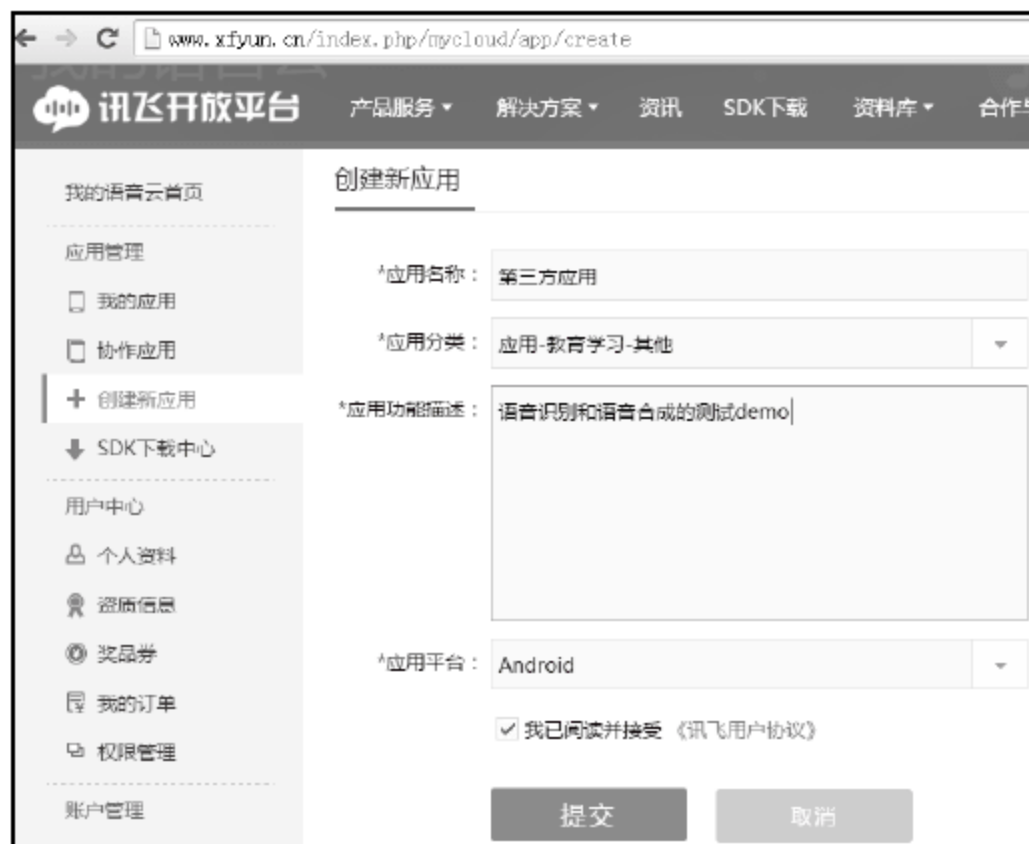 www.xfyun.cn/index.php/mycloud/app/create
讯飞开放平台 产品服务 解决方案 资讯 SDK下载 资料库 合作
我的语音云首页
应用管理
我的应用
协作应用
创建新应用
SDK下载中心
用户中心
个人资料
资质信息
奖品券
我的订单
权限管理
账户管理
创建新应用
*应用名称: 第三方应用
*应用分类: 应用-教育学习-其他
*应用功能描述: 语音识别和语音合成的测试demo
*应用平台: Android
我已阅读并接受 《讯飞用户协议》
提交 取消